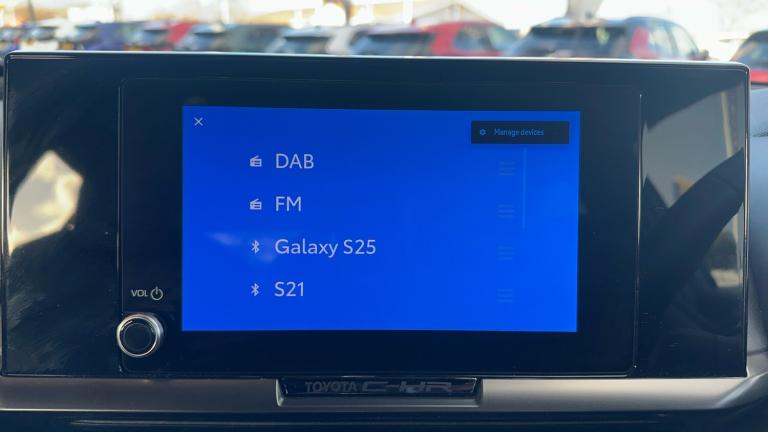 Manage devices
DAB
FM
Galaxy S25
S21
VOL
TOYOTA C-HR